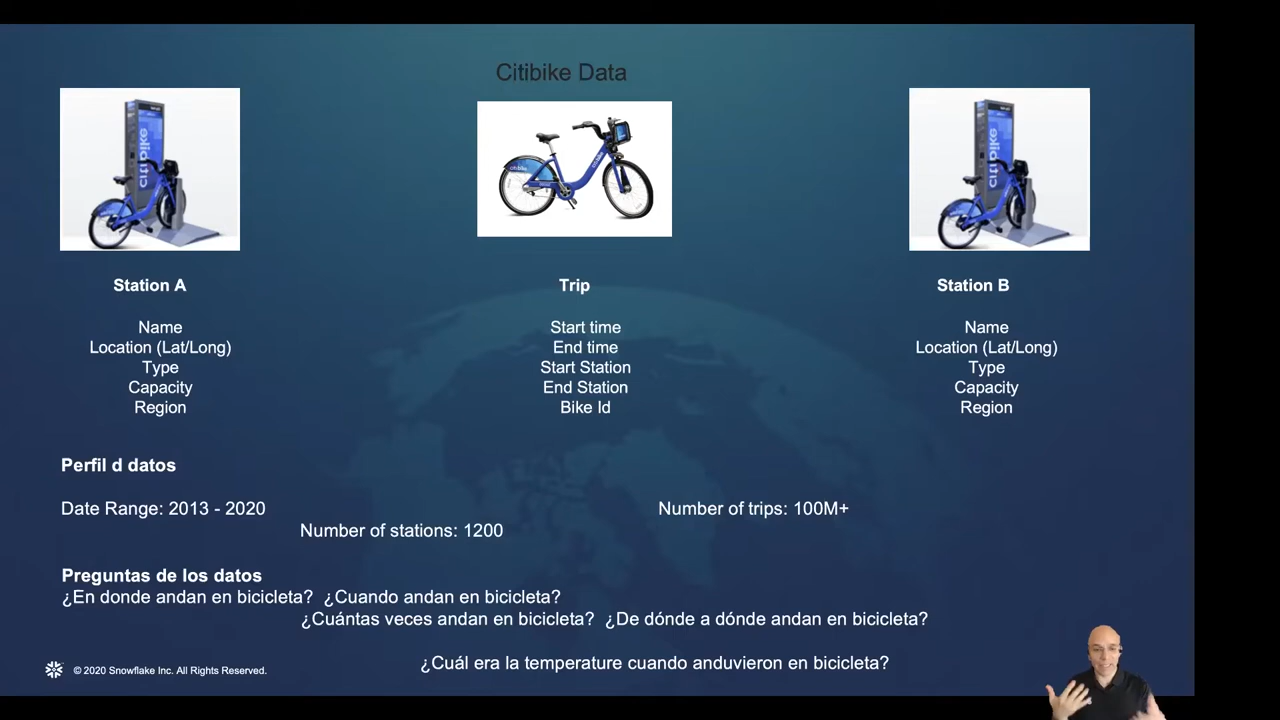 Citibike Data
citibike
citibike
citibike
citibike
Station A
Trip
Station B
Name
Location (Lat/Long)
Type
Capacity
Region
Start time
End time
Start Station
End Station
Bike Id
Name
Location (Lat/Long)
Type
Capacity
Region
Perfil d datos
Date Range: 2013 - 2020
Number of trips: 100M+
Number of stations: 1200
Preguntas de los datos
¿En donde andan en bicicleta? ¿Cuando andan en bicicleta?
¿Cuántas veces andan en bicicleta? ¿De dónde a dónde andan en bicicleta?
¿Cuál era la temperature cuando anduvieron en bicicleta?
© 2020 Snowflake Inc. All Rights Reserved.